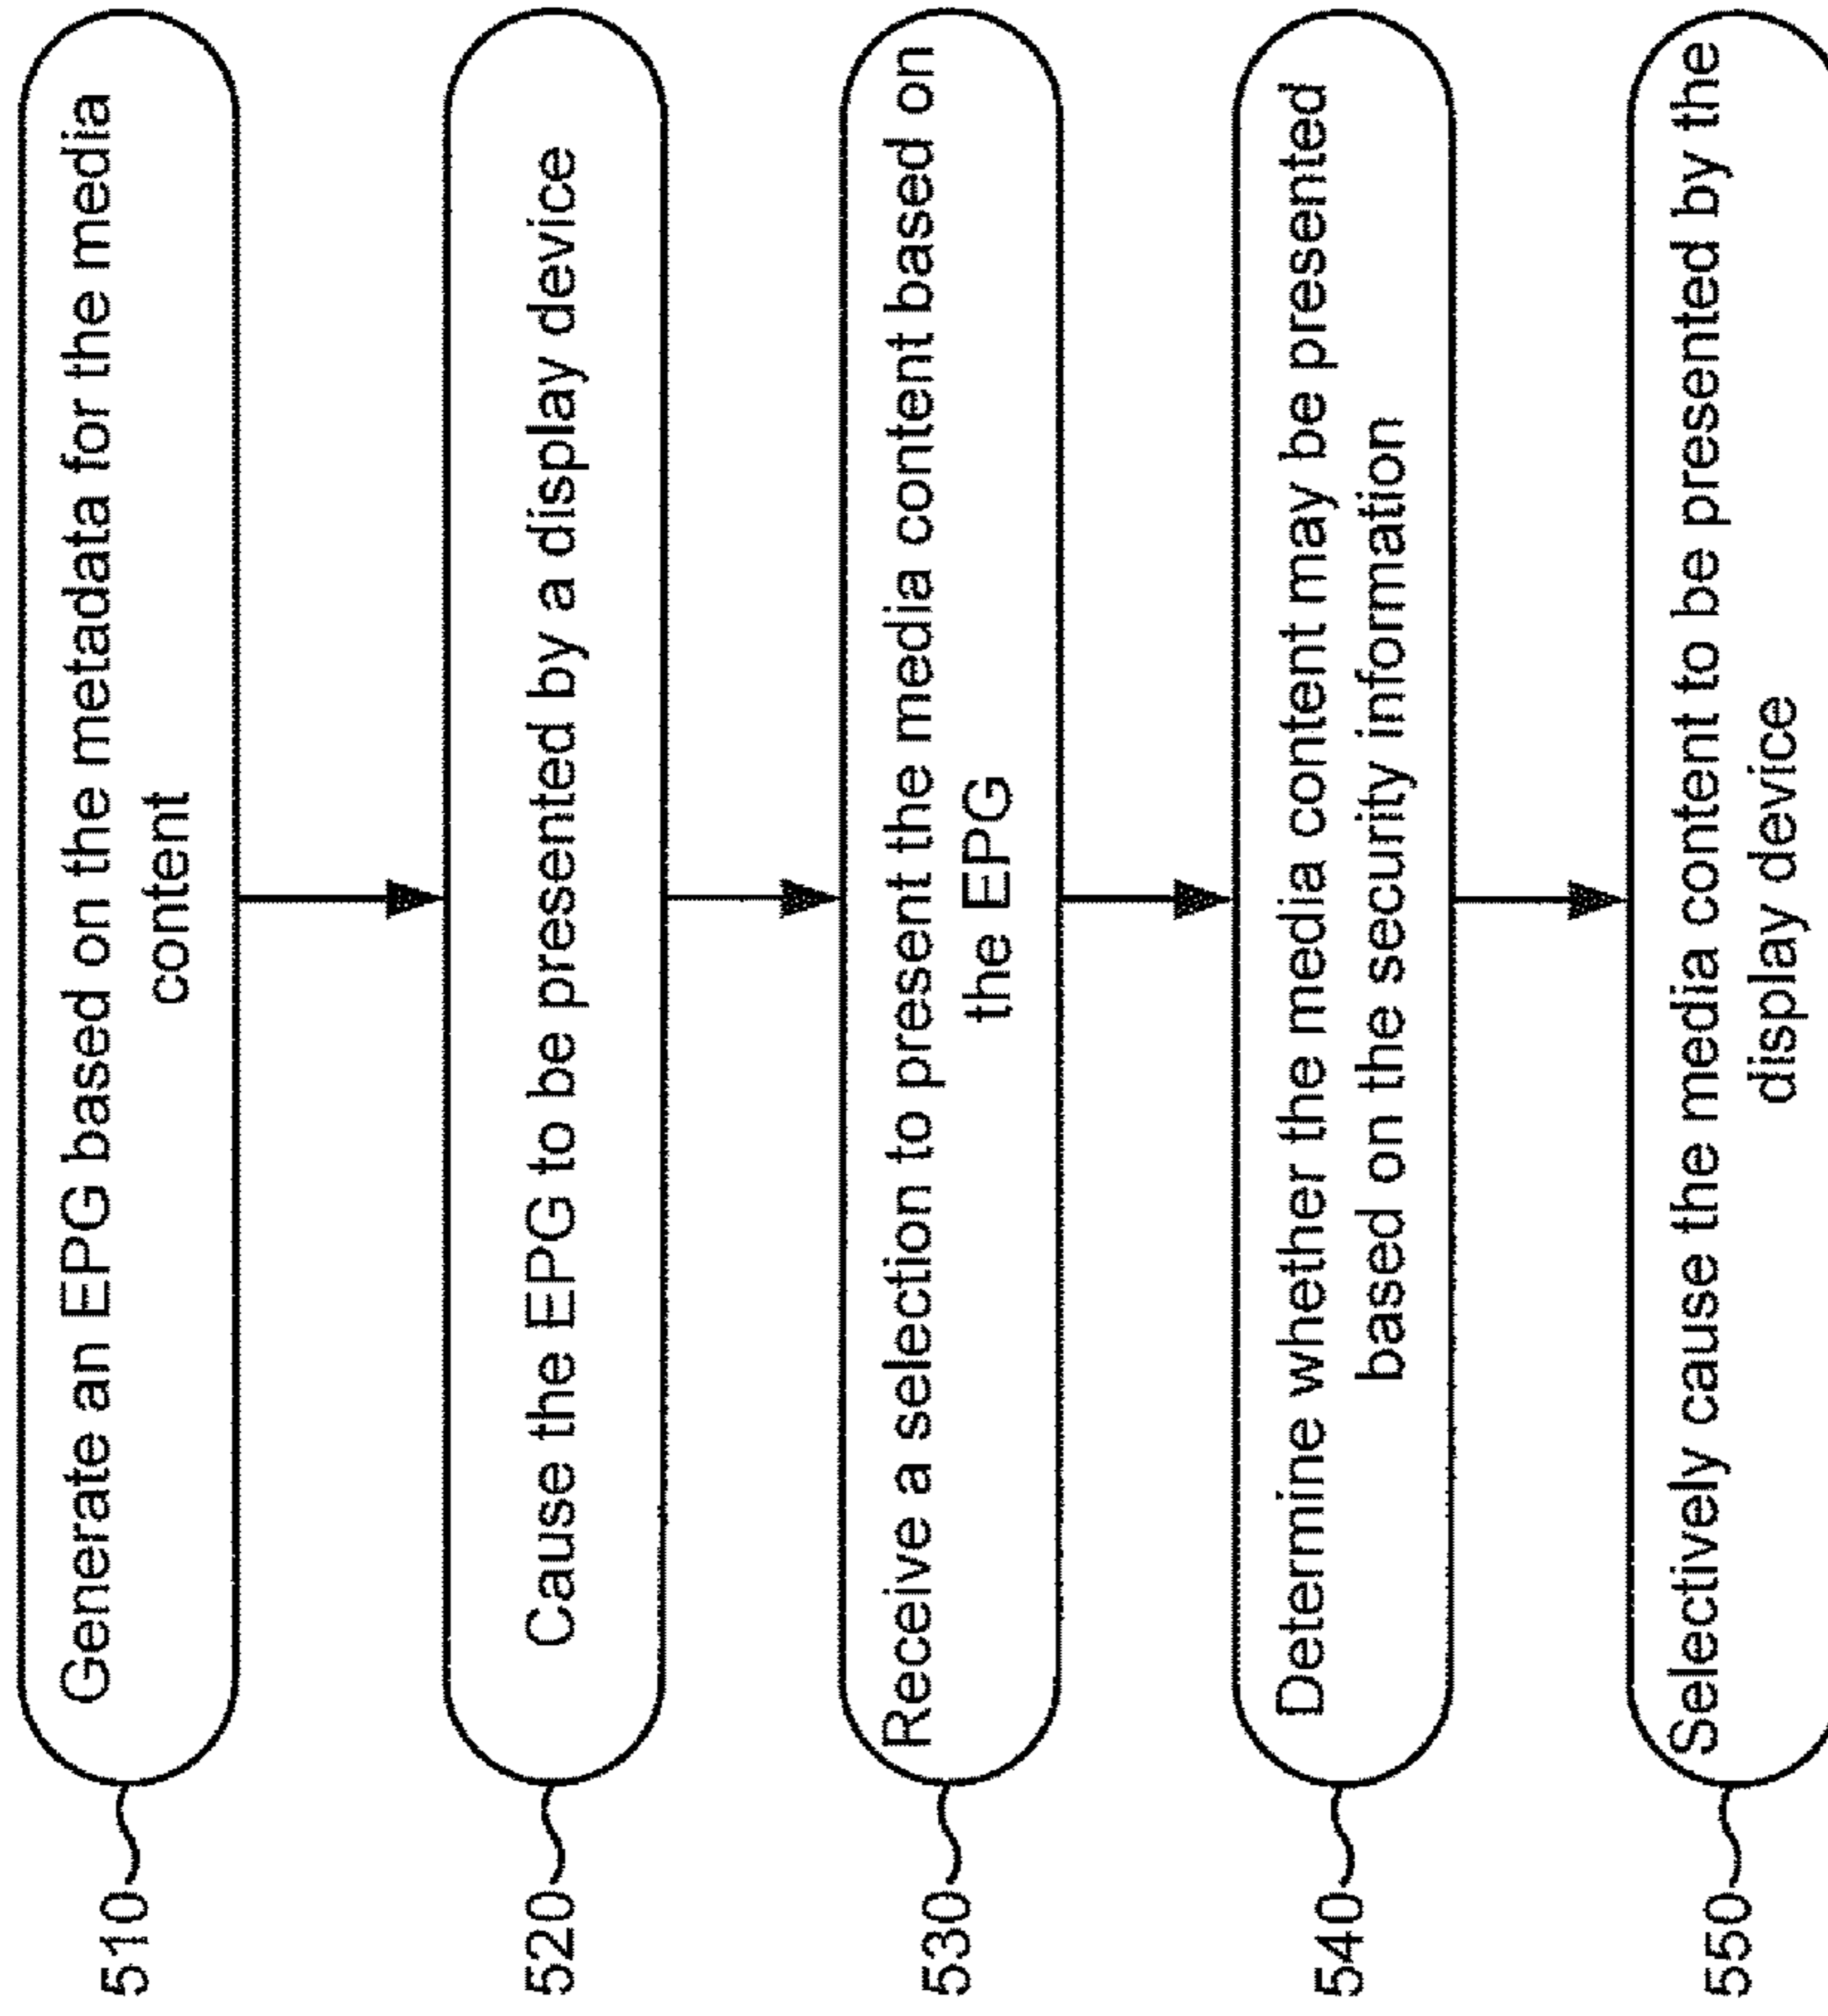 510
Generate an EPG based on the metadata for the media
content
520
Cause the EPG to be presented by a display device
530
Receive a selection to present the media content based on
the EPG
540
Determine whether the media content may be presented
based on the security information
550
Selectively cause the media content to be presented by the
display device